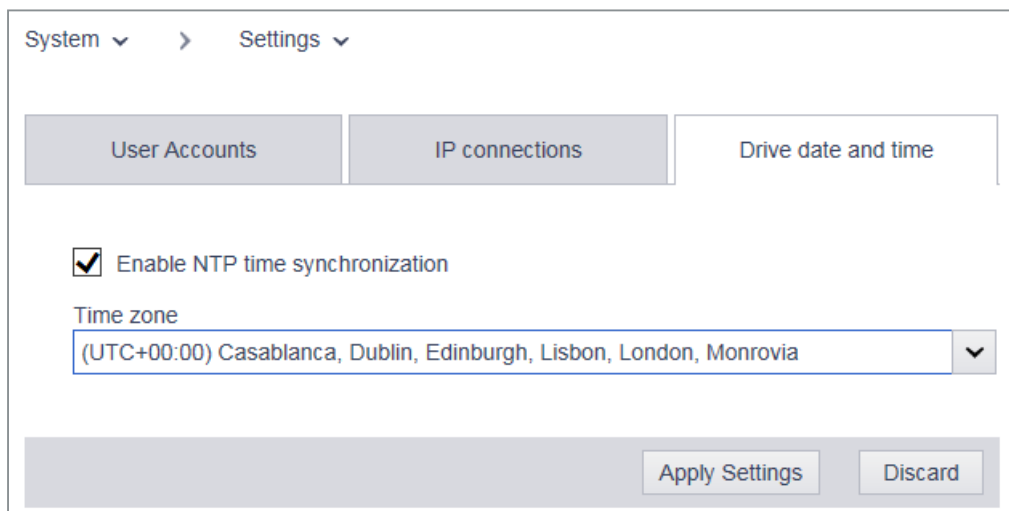 System > Settings
User Accounts IP connections Drive date and time
Enable NTP time synchronization
Time zone
(UTC+00:00) Casablanca, Dublin, Edinburgh, Lisbon, London, Monrovia
Apply Settings Discard